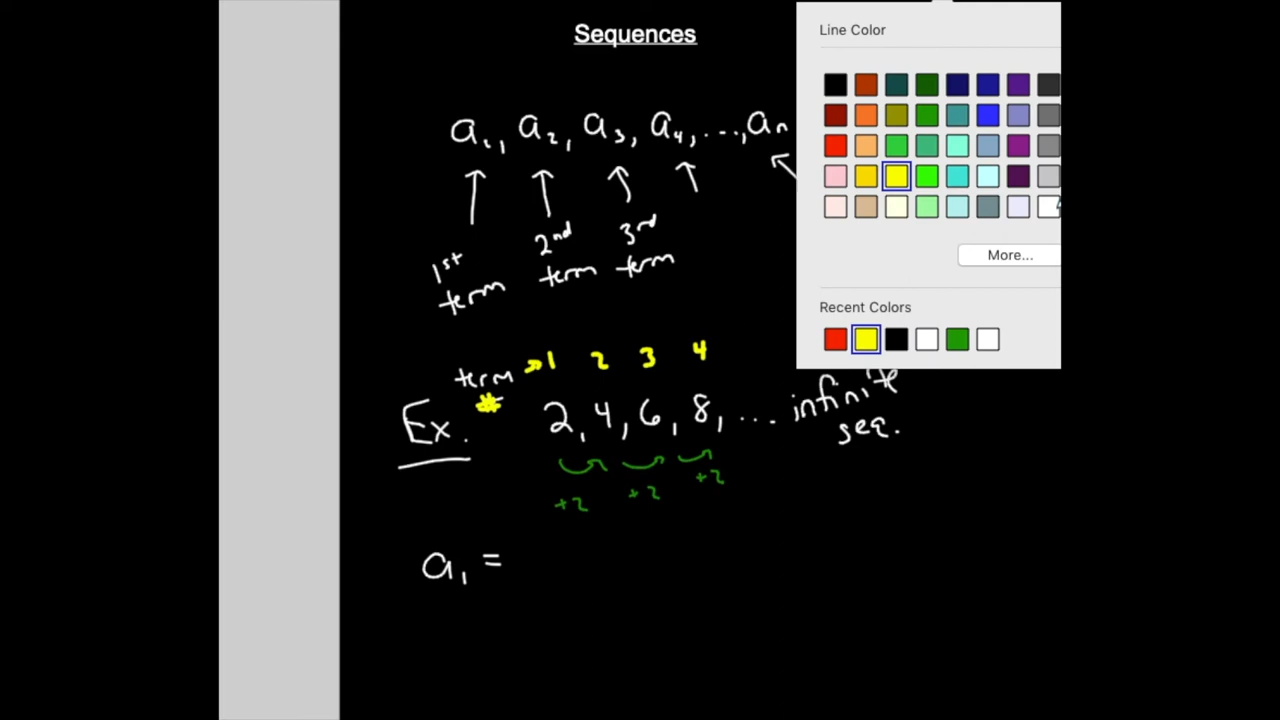 Sequences
Line Color
a₁, a₂, a₃, a₄, ..., aₙ
1st term
2nd term
3rd term
More...
Recent Colors
term #
→ 1 2 3 4
Ex. 2, 4, 6, 8, ... infinite seq.
+2 +2 +2
a₁ =